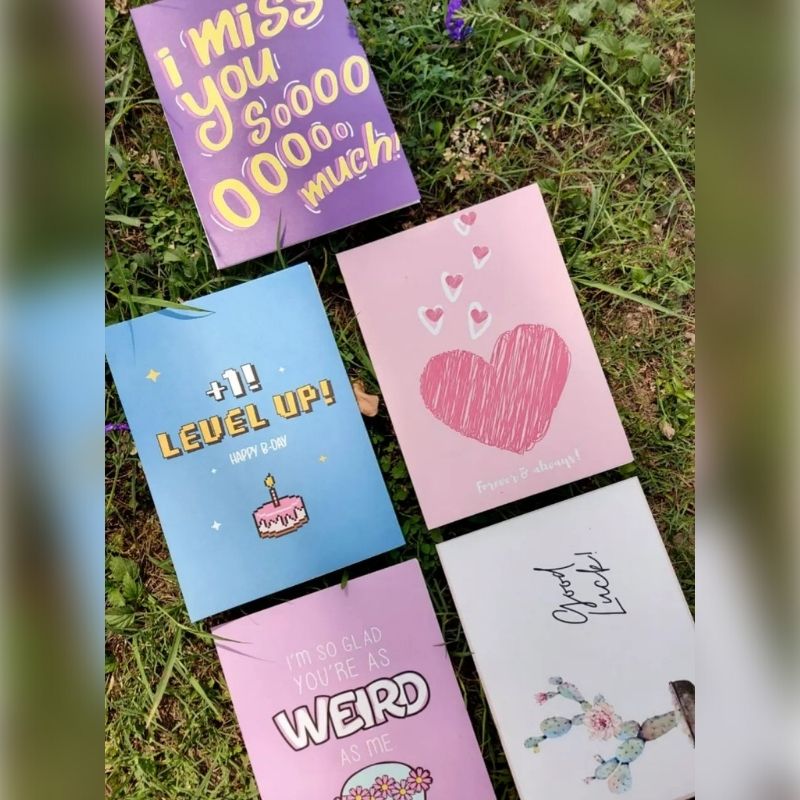 i miss
you
soooo
ooooo
much!
+1!
LEVEL UP!
HAPPY B-DAY
Forever & always!
Good
Luck!
I'M SO GLAD
YOU'RE AS
WEIRD
AS ME